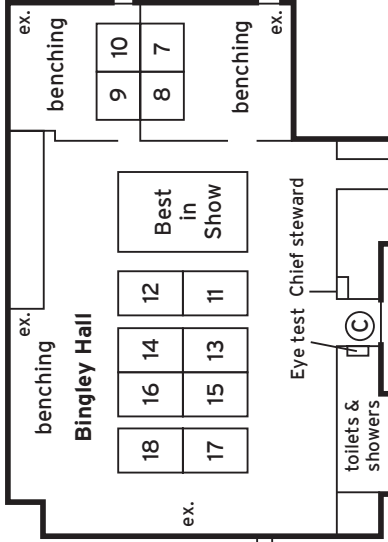 ex.
benching
Bingley Hall
ex.
benching
18
16
14
12
17
15
13
11
Best
in
Show
9
10
8
7
ex.
benching
ex.
toilets &
showers
Eye test
C
Chief steward